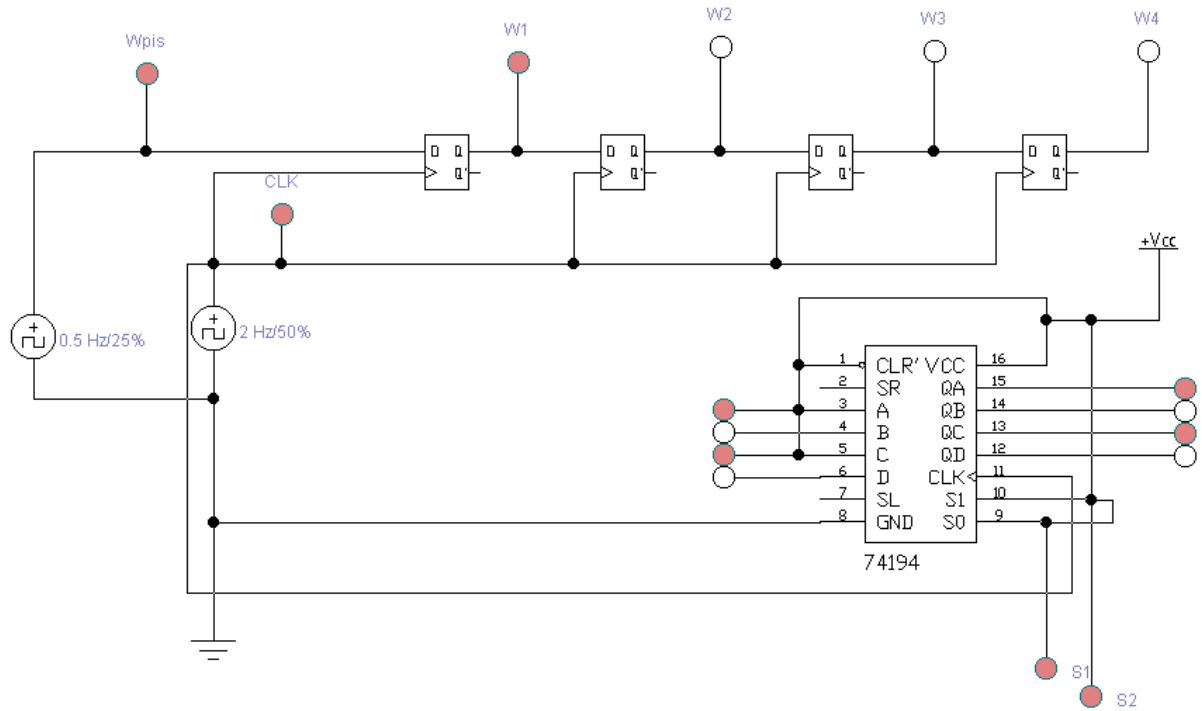 Wpis
W1
W2
W3
W4
D Q
Q'
D Q
Q'
D Q
Q'
D Q
Q'
CLK
+Vcc
0.5 Hz/25%
2 Hz/50%
1 CLR' VCC 16
2 SR QA 15
3 A QB 14
4 B QC 13
5 C QD 12
6 D CLK 11
7 SL S1 10
8 GND S0 9
74194
S1
S2